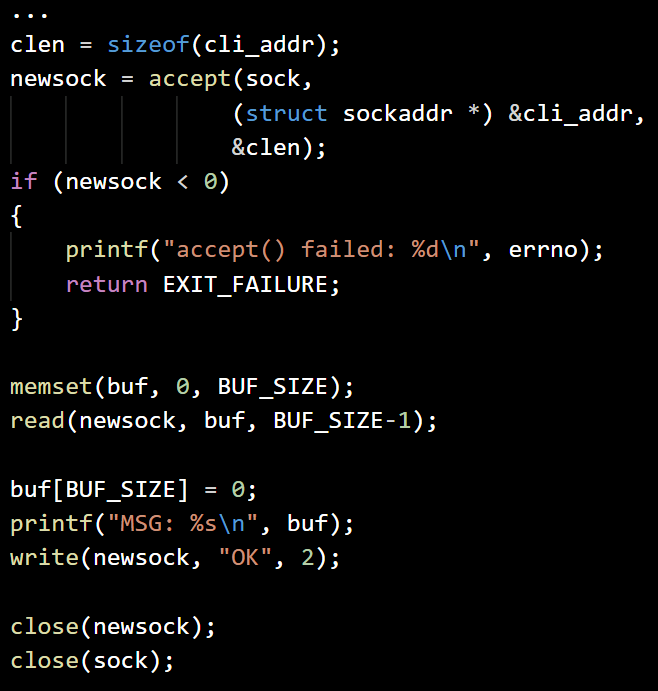 ...
clen = sizeof(cli_addr);
newsock = accept(sock,
                (struct sockaddr *) &cli_addr,
                &clen);
if (newsock < 0)
{
    printf("accept() failed: %d\n", errno);
    return EXIT_FAILURE;
}

memset(buf, 0, BUF_SIZE);
read(newsock, buf, BUF_SIZE-1);

buf[BUF_SIZE] = 0;
printf("MSG: %s\n", buf);
write(newsock, "OK", 2);

close(newsock);
close(sock);